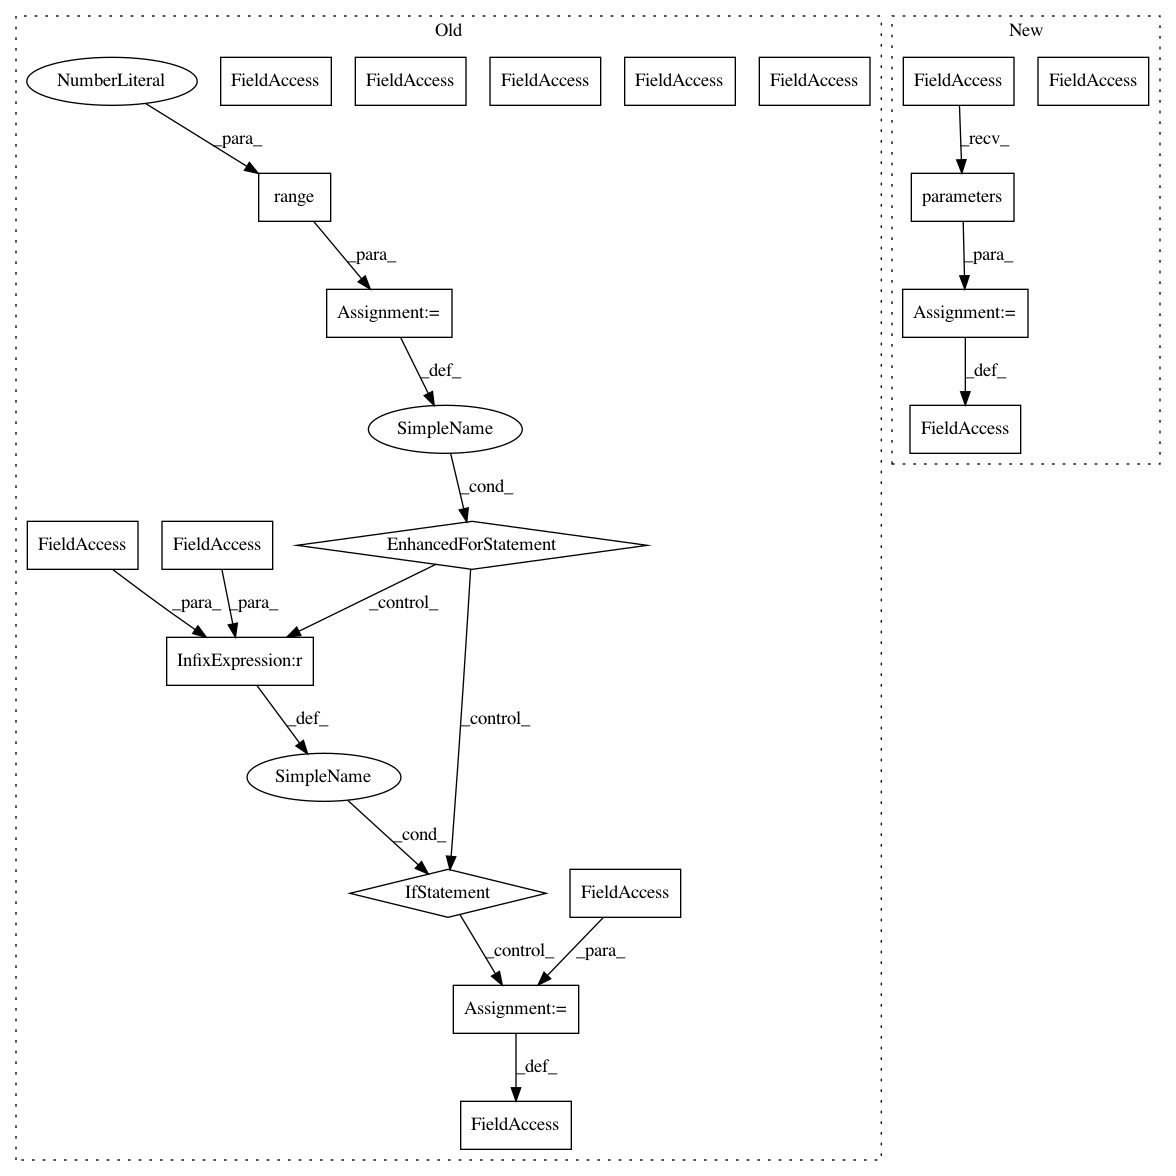 Old
New
NumberLiteral
FieldAccess
FieldAccess
FieldAccess
FieldAccess
FieldAccess
FieldAccess
FieldAccess
_para_
_recv_
range
parameters
_para_
_para_
Assignment:=
Assignment:=
_def_
_def_
SimpleName
FieldAccess
_cond_
FieldAccess
FieldAccess
EnhancedForStatement
_para_
_para_
_control_
InfixExpression:r
_def_
_control_
SimpleName
_cond_
IfStatement
FieldAccess
_control_
_para_
Assignment:=
_def_
FieldAccess